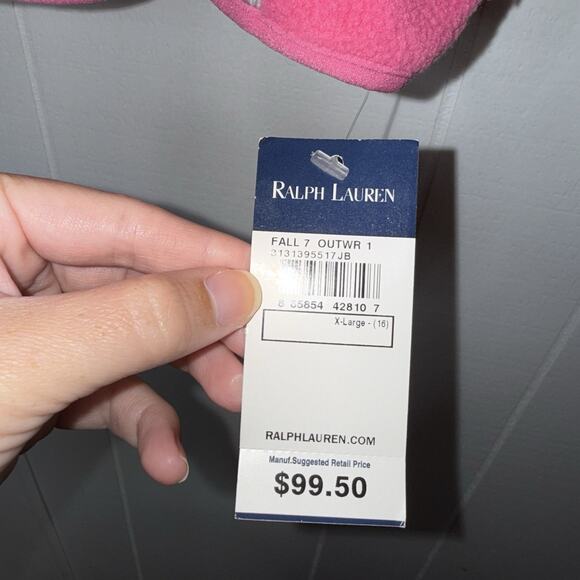 RALPH LAUREN
FALL 7 OUTWR 1
3131395517JB
8 85854 42810 7
X-Large - (16)
RALPHLAUREN.COM
Manuf.Suggested Retail Price
$99.50